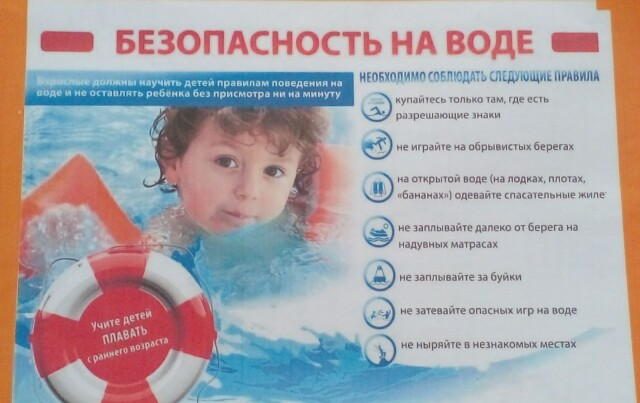 БЕЗОПАСНОСТЬ НА ВОДЕ
Взрослые должны научить детей правилам поведения на
воде и не оставлять ребёнка без присмотра ни на минуту
НЕОБХОДИМО СОБЛЮДАТЬ СЛЕДУЮЩИЕ ПРАВИЛА
купайтесь только там, где есть
разрешающие знаки
не играйте на обрывистых берегах
на открытой воде (на лодках, плотах,
«бананах») одевайте спасательные жиле
не заплывайте далеко от берега на
надувных матрасах
не заплывайте за буйки
не затевайте опасных игр на воде
не ныряйте в незнакомых местах
Учите детей
ПЛАВАТЬ
с раннего возраста